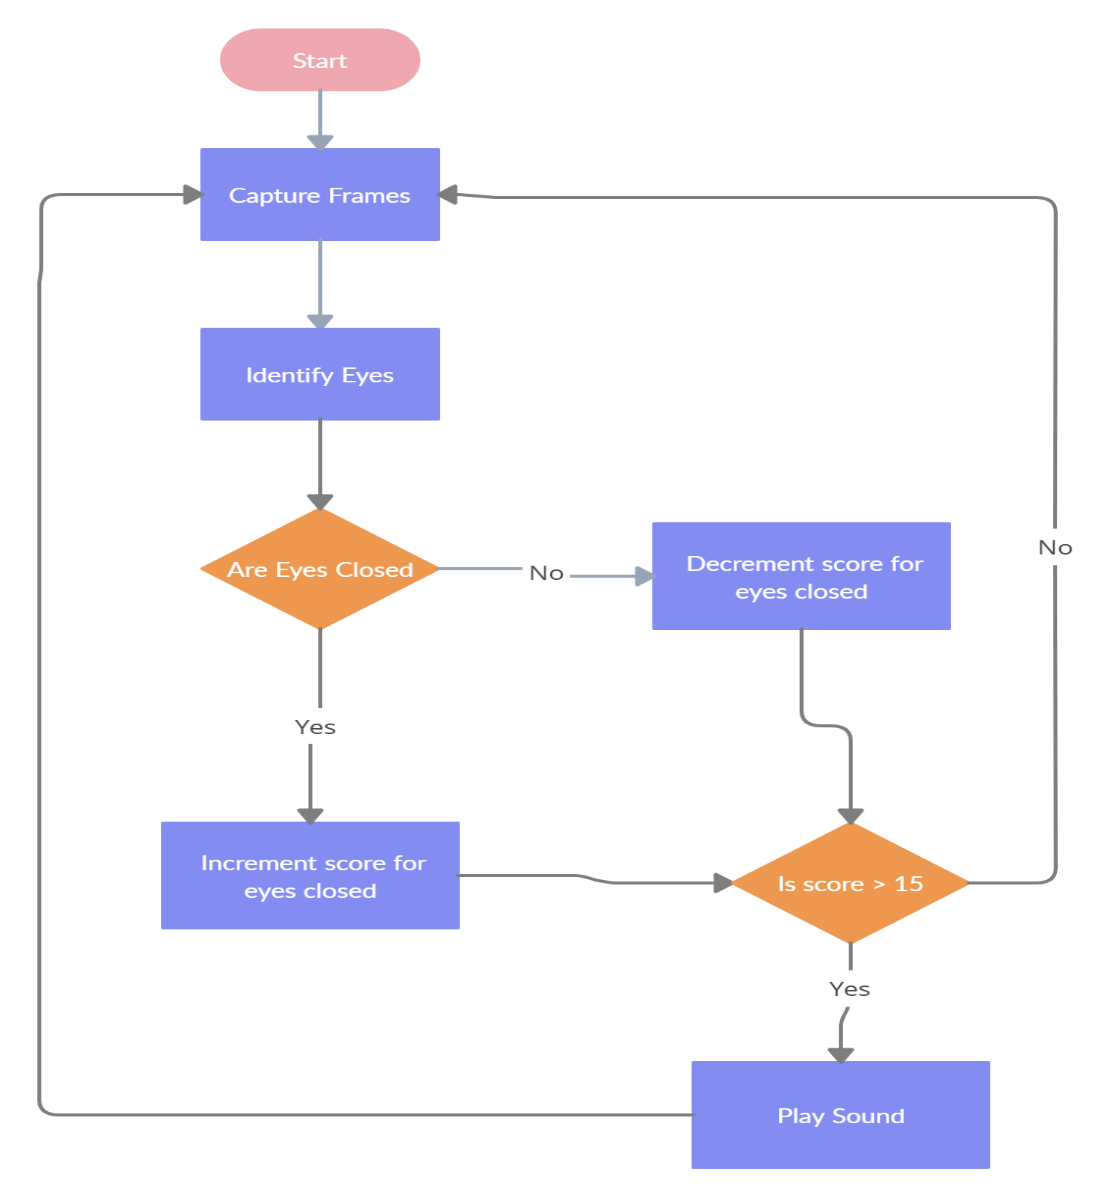 Start
Capture Frames
Identify Eyes
Are Eyes Closed
No
Decrement score for
eyes closed
No
Yes
Increment score for
eyes closed
Is score > 15
Yes
Play Sound